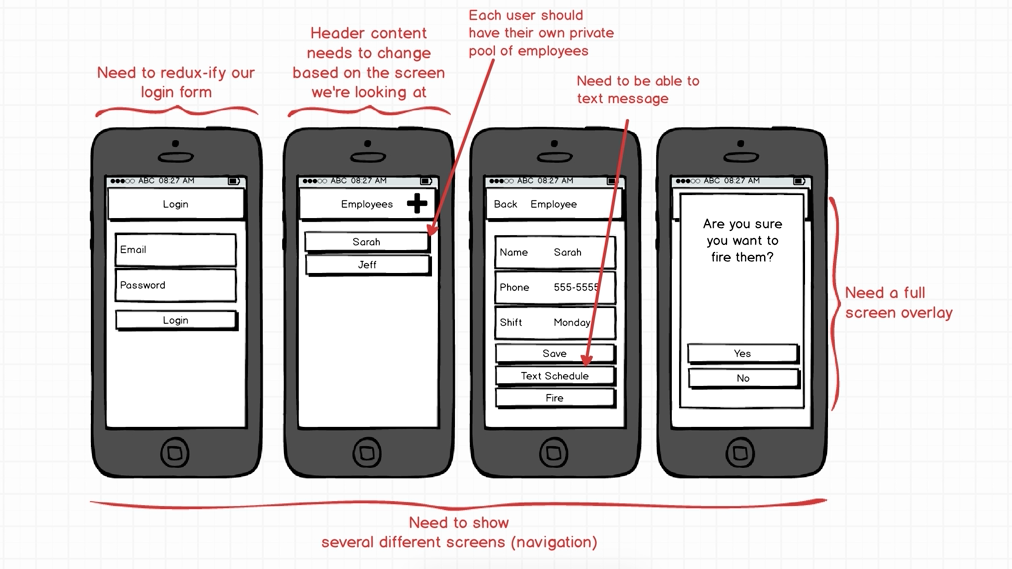 Each user should
have their own private
pool of employees
Header content
needs to change
based on the screen
we're looking at
Need to redux-ify our
login form
Need to be able to
text message
ABC 08:27 AM
Login
Email
Password
Login
ABC 08:27 AM
Employees
Sarah
Jeff
ABC 08:27 AM
Back Employee
Name Sarah
Phone 555-5555
Shift Monday
Save
Text Schedule
Fire
ABC 08:27 AM
Are you sure
you want to
fire them?
Yes
No
Need a full
screen overlay
Need to show
several different screens (navigation)